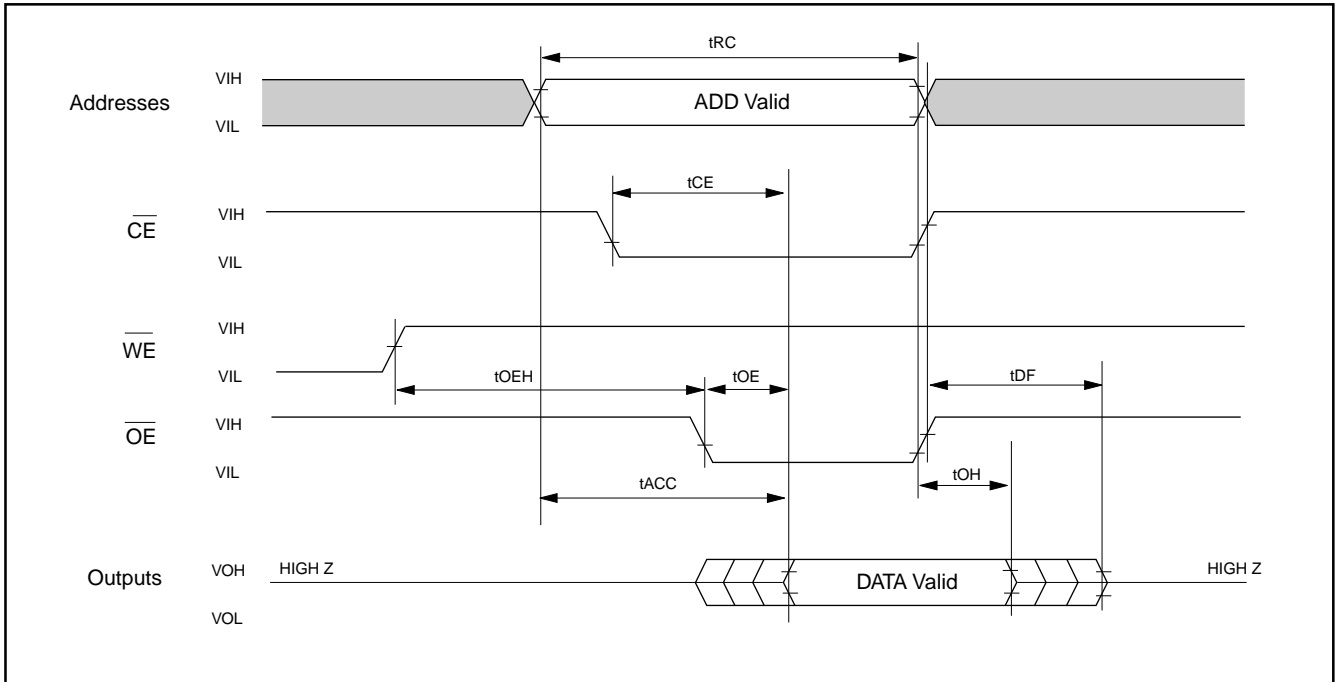 tRC
VIH
Addresses
ADD Valid
VIL
tCE
VIH
CE
VIL
VIH
WE
VIL
tOEH
tOE
tDF
VIH
OE
VIL
tACC
tOH
HIGH Z
HIGH Z
Outputs
VOH
DATA Valid
VOL